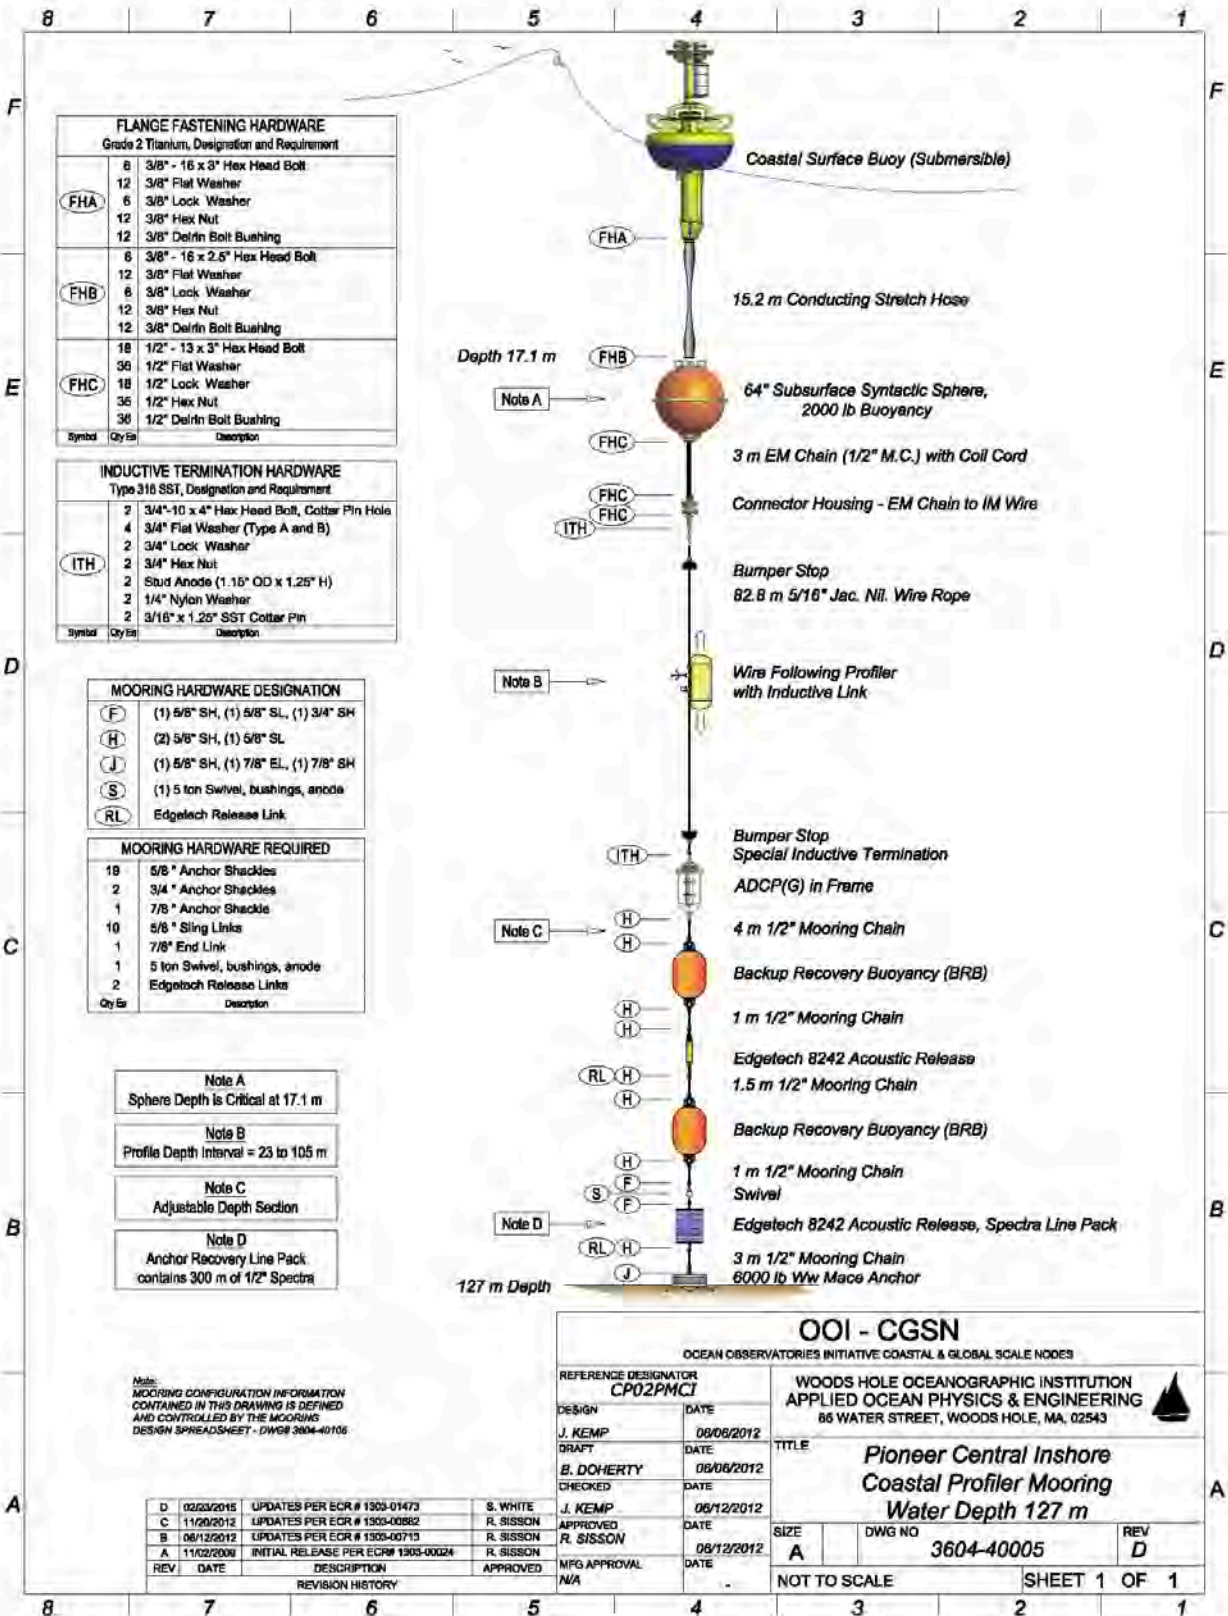 8 7 6 5 4 3 2 1
F
E
D
C
B
A
FLANGE FASTENING HARDWARE
Grade 2 Titanium, Designation and Requirement
FHA
6 3/8" - 16 x 3" Hex Head Bolt
12 3/8" Flat Washer
6 3/8" Lock Washer
12 3/8" Hex Nut
12 3/8" Delrin Bolt Bushing
FHB
6 3/8" - 16 x 2.5" Hex Head Bolt
12 3/8" Flat Washer
6 3/8" Lock Washer
12 3/8" Hex Nut
12 3/8" Delrin Bolt Bushing
FHC
18 1/2" - 13 x 3" Hex Head Bolt
36 1/2" Flat Washer
18 1/2" Lock Washer
36 1/2" Hex Nut
36 1/2" Delrin Bolt Bushing
Symbol Qty Ea Description
INDUCTIVE TERMINATION HARDWARE
Type 316 SST, Designation and Requirement
ITH
2 3/4"-10 x 4" Hex Head Bolt, Cotter Pin Hole
4 3/4" Flat Washer (Type A and B)
2 3/4" Lock Washer
2 3/4" Hex Nut
2 Stud Anode (1.15" OD x 1.25" H)
2 1/4" Nylon Washer
2 3/16" x 1.25" SST Cotter Pin
Symbol Qty Ea Description
MOORING HARDWARE DESIGNATION
F (1) 5/8" SH, (1) 5/8" SL, (1) 3/4" SH
H (2) 5/8" SH, (1) 5/8" SL
J (1) 5/8" SH, (1) 7/8" EL, (1) 7/8" SH
S (1) 5 ton Swivel, bushings, anode
RL Edgetech Release Link
MOORING HARDWARE REQUIRED
19 5/8" Anchor Shackles
2 3/4" Anchor Shackles
1 7/8" Anchor Shackle
10 5/8" Sling Links
1 7/8" End Link
1 5 ton Swivel, bushings, anode
2 Edgetech Release Links
Qty Ea Description
Note A
Sphere Depth is Critical at 17.1 m
Note B
Profile Depth Interval = 23 to 105 m
Note C
Adjustable Depth Section
Note D
Anchor Recovery Line Pack
contains 300 m of 1/2" Spectra
Coastal Surface Buoy (Submersible)
FHA
15.2 m Conducting Stretch Hose
Depth 17.1 m
FHB
Note A
64" Subsurface Syntactic Sphere,
2000 lb Buoyancy
FHC
3 m EM Chain (1/2" M.C.) with Coil Cord
FHC
Connector Housing - EM Chain to IM Wire
FHC
ITH
Bumper Stop
82.8 m 5/16" Jac. Nil. Wire Rope
Note B
Wire Following Profiler
with Inductive Link
Bumper Stop
ITH
Special Inductive Termination
ADCP(G) in Frame
H
Note C
4 m 1/2" Mooring Chain
H
Backup Recovery Buoyancy (BRB)
H
1 m 1/2" Mooring Chain
H
Edgetech 8242 Acoustic Release
RL H
1.5 m 1/2" Mooring Chain
H
Backup Recovery Buoyancy (BRB)
H
1 m 1/2" Mooring Chain
F
S
Swivel
F
Note D
Edgetech 8242 Acoustic Release, Spectra Line Pack
RL H
3 m 1/2" Mooring Chain
J
6000 lb Ww Mace Anchor
127 m Depth
Note:
MOORING CONFIGURATION INFORMATION
CONTAINED IN THIS DRAWING IS DEFINED
AND CONTROLLED BY THE MOORING
DESIGN SPREADSHEET - DWG# 3604-40106
D 02/23/2015 UPDATES PER ECR # 1303-01473 S. WHITE
C 11/20/2012 UPDATES PER ECR # 1303-00882 R. SISSON
B 06/12/2012 UPDATES PER ECR # 1303-00713 R. SISSON
A 11/02/2009 INITIAL RELEASE PER ECR# 1303-00024 R. SISSON
REV DATE DESCRIPTION APPROVED
REVISION HISTORY
OOI - CGSN
OCEAN OBSERVATORIES INITIATIVE COASTAL & GLOBAL SCALE NODES
REFERENCE DESIGNATOR
CP02PMCI
DESIGN DATE
J. KEMP 06/06/2012
DRAFT DATE
B. DOHERTY 06/06/2012
CHECKED DATE
J. KEMP 06/12/2012
APPROVED DATE
R. SISSON 06/12/2012
MFG APPROVAL DATE
N/A -
WOODS HOLE OCEANOGRAPHIC INSTITUTION
APPLIED OCEAN PHYSICS & ENGINEERING
86 WATER STREET, WOODS HOLE, MA, 02543
TITLE
Pioneer Central Inshore
Coastal Profiler Mooring
Water Depth 127 m
SIZE DWG NO REV
A 3604-40005 D
NOT TO SCALE SHEET 1 OF 1
8 7 6 5 4 3 2 1